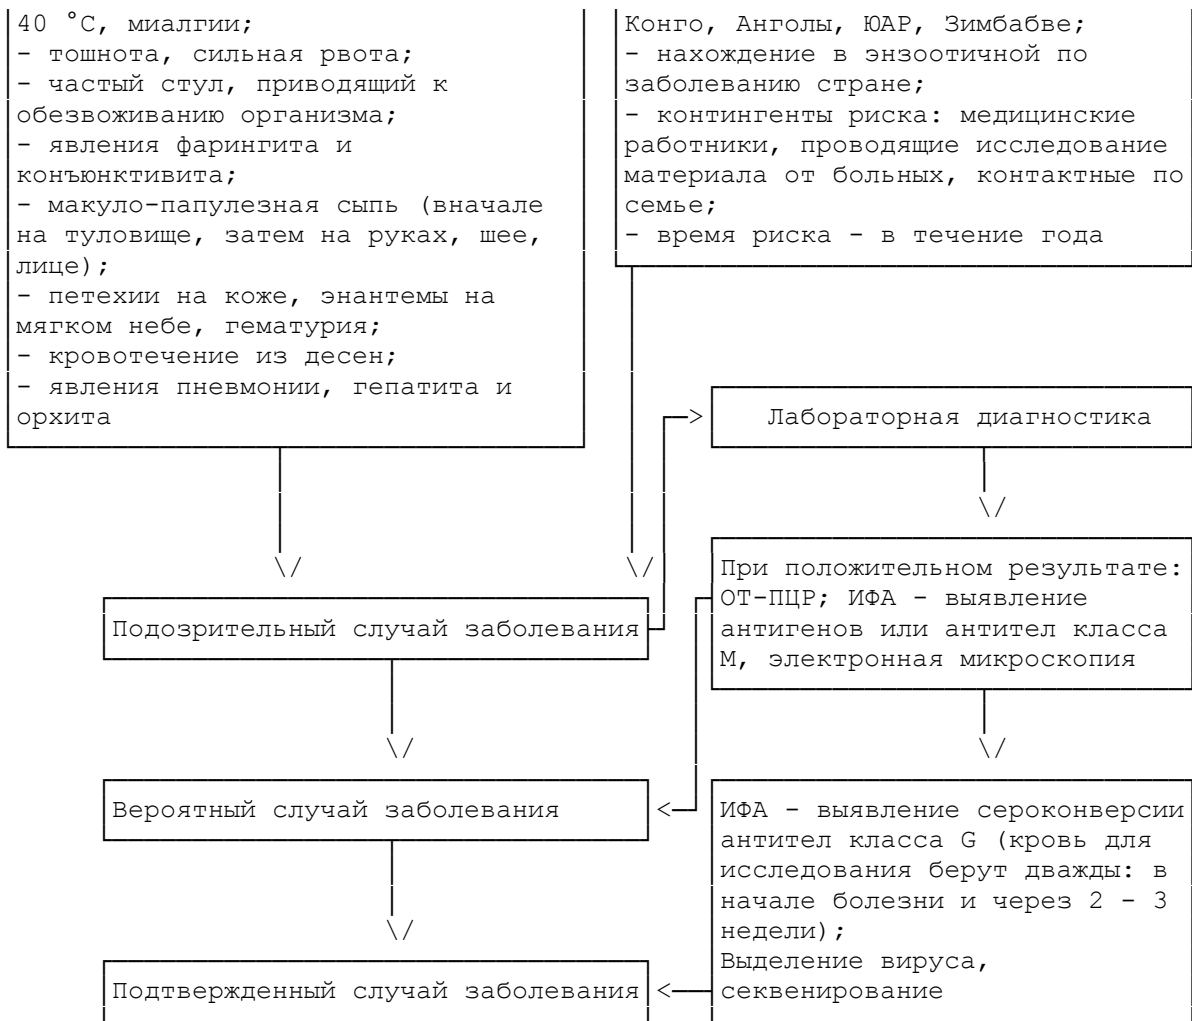 40 °C, миалгии;
- тошнота, сильная рвота;
- частый стул, приводящий к
обезвоживанию организма;
- явления фарингита и
конъюнктивита;
- макуло-папулезная сыпь (вначале
на туловище, затем на руках, шее,
лице);
- петехии на коже, энантемы на
мягком небе, гематурия;
- кровотечение из десен;
- явления пневмонии, гепатита и
орхита
Конго, Анголы, ЮАР, Зимбабве;
- нахождение в энзоотичной по
заболеванию стране;
- контингенты риска: медицинские
работники, проводящие исследование
материала от больных, контактные по
семье;
- время риска - в течение года
Лабораторная диагностика
Подозрительный случай заболевания
При положительном результате:
ОТ-ПЦР; ИФА - выявление
антигенов или антител класса
М, электронная микроскопия
Вероятный случай заболевания
ИФА - выявление сероконверсии
антител класса G (кровь для
исследования берут дважды: в
начале болезни и через 2 - 3
недели);
Выделение вируса,
секвенирование
Подтвержденный случай заболевания